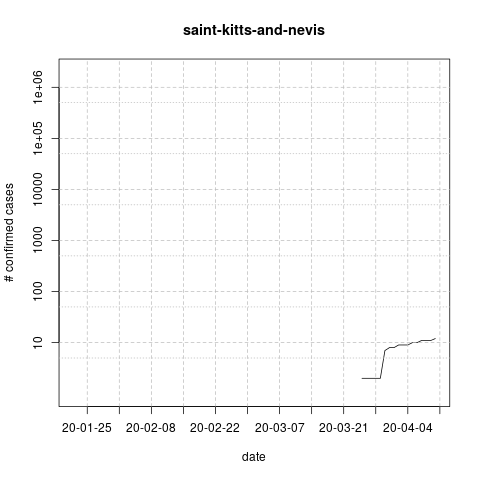 saint-kitts-and-nevis
# confirmed cases
1e+06
1e+05
10000
1000
100
10
20-01-25 20-02-08 20-02-22 20-03-07 20-03-21 20-04-04
date